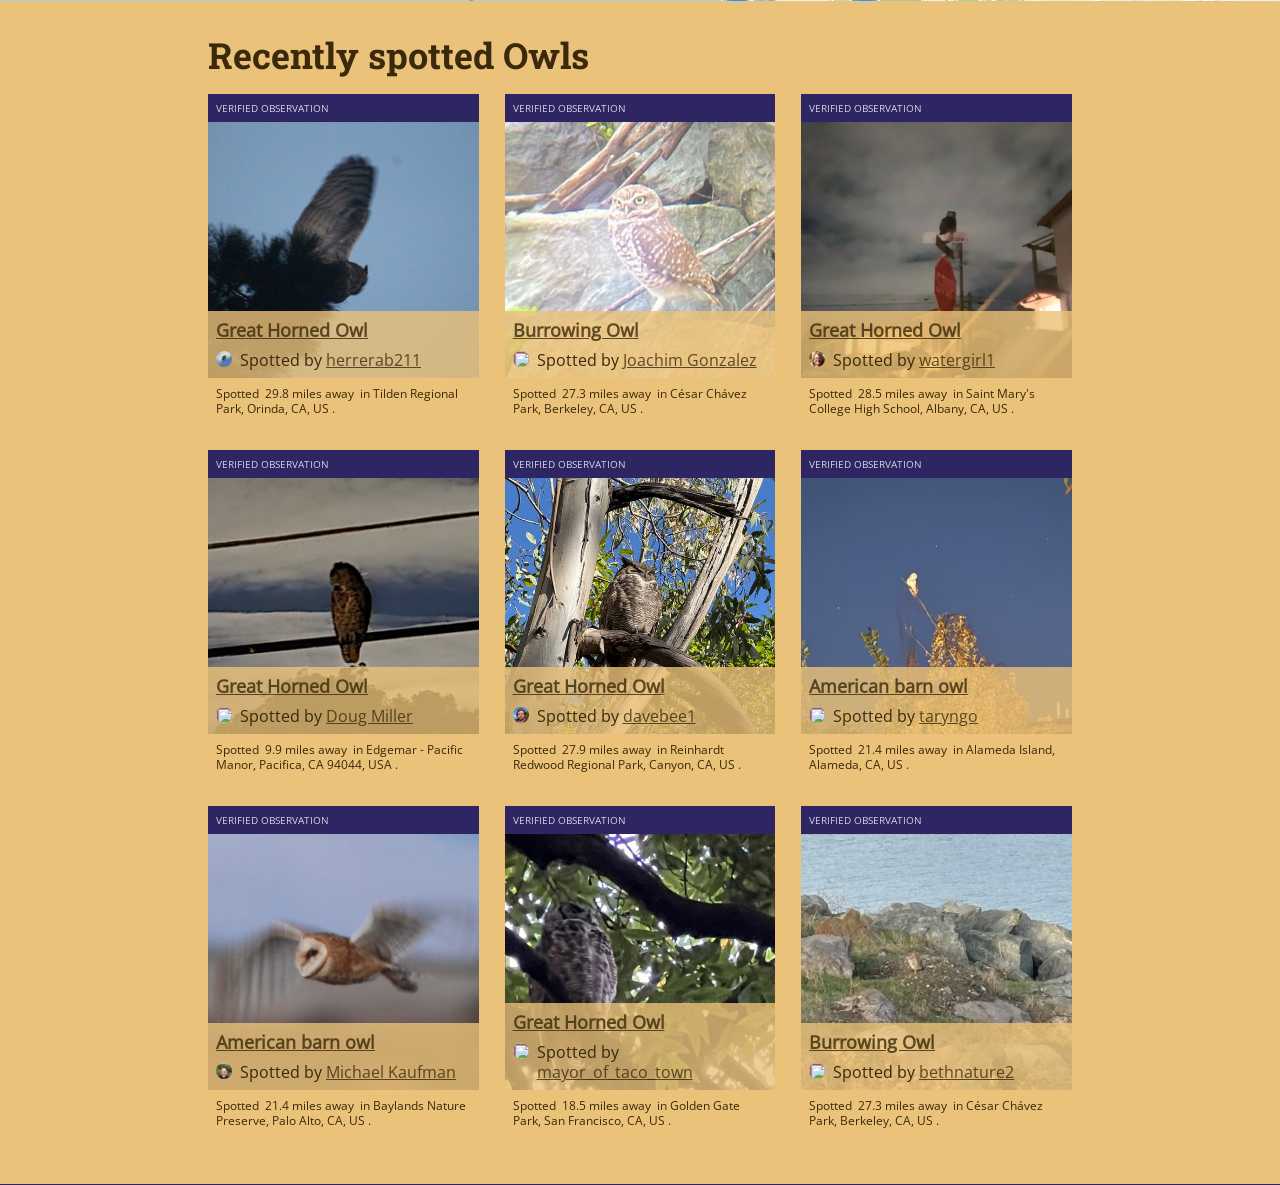 Recently spotted Owls
VERIFIED OBSERVATION
Great Horned Owl
Spotted by herrerab211
Spotted 29.8 miles away in Tilden Regional
Park, Orinda, CA, US .
VERIFIED OBSERVATION
Burrowing Owl
Spotted by Joachim Gonzalez
Spotted 27.3 miles away in César Chávez
Park, Berkeley, CA, US .
VERIFIED OBSERVATION
Great Horned Owl
Spotted by watergirl1
Spotted 28.5 miles away in Saint Mary's
College High School, Albany, CA, US .
VERIFIED OBSERVATION
Great Horned Owl
Spotted by Doug Miller
Spotted 9.9 miles away in Edgemar - Pacific
Manor, Pacifica, CA 94044, USA .
VERIFIED OBSERVATION
Great Horned Owl
Spotted by davebee1
Spotted 27.9 miles away in Reinhardt
Redwood Regional Park, Canyon, CA, US .
VERIFIED OBSERVATION
American barn owl
Spotted by taryngo
Spotted 21.4 miles away in Alameda Island,
Alameda, CA, US .
VERIFIED OBSERVATION
American barn owl
Spotted by Michael Kaufman
Spotted 21.4 miles away in Baylands Nature
Preserve, Palo Alto, CA, US .
VERIFIED OBSERVATION
Great Horned Owl
Spotted by
mayor_of_taco_town
Spotted 18.5 miles away in Golden Gate
Park, San Francisco, CA, US .
VERIFIED OBSERVATION
Burrowing Owl
Spotted by bethnature2
Spotted 27.3 miles away in César Chávez
Park, Berkeley, CA, US .